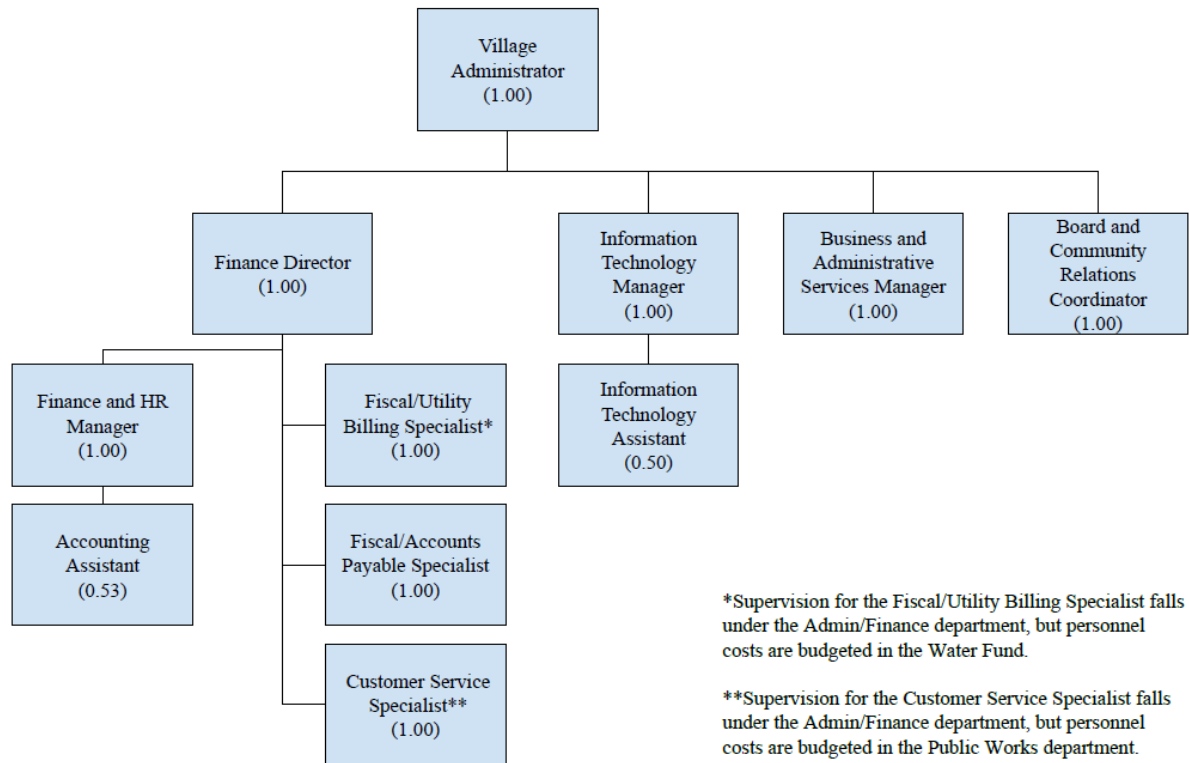 Village
Administrator
(1.00)
Finance Director
(1.00)
Information
Technology
Manager
(1.00)
Business and
Administrative
Services Manager
(1.00)
Board and
Community
Relations
Coordinator
(1.00)
Finance and HR
Manager
(1.00)
Fiscal/Utility
Billing Specialist*
(1.00)
Information
Technology
Assistant
(0.50)
Accounting
Assistant
(0.53)
Fiscal/Accounts
Payable Specialist
(1.00)
Customer Service
Specialist**
(1.00)
*Supervision for the Fiscal/Utility Billing Specialist falls
under the Admin/Finance department, but personnel
costs are budgeted in the Water Fund.
**Supervision for the Customer Service Specialist falls
under the Admin/Finance department, but personnel
costs are budgeted in the Public Works department.